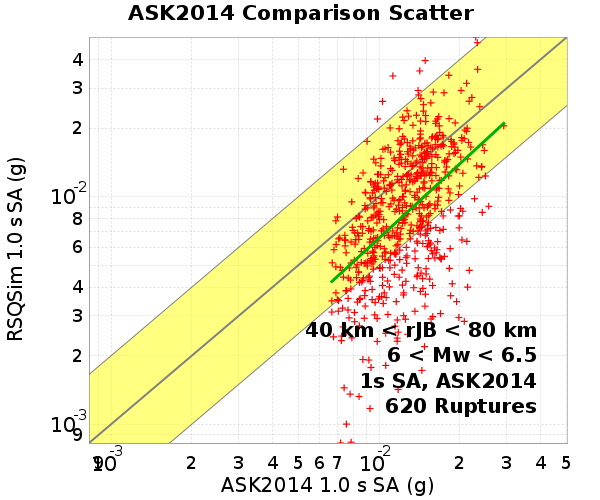 ASK2014 Comparison Scatter
RSQSim 1.0 s SA (g)
4
3
2
10-2
8
6
4
3
2
10-3
9
40 km < rJB < 80 km
6 < Mw < 6.5
1s SA, ASK2014
620 Ruptures
9 10-3 2 3 4 5 6 7 10-2 2 3 4 5
ASK2014 1.0 s SA (g)